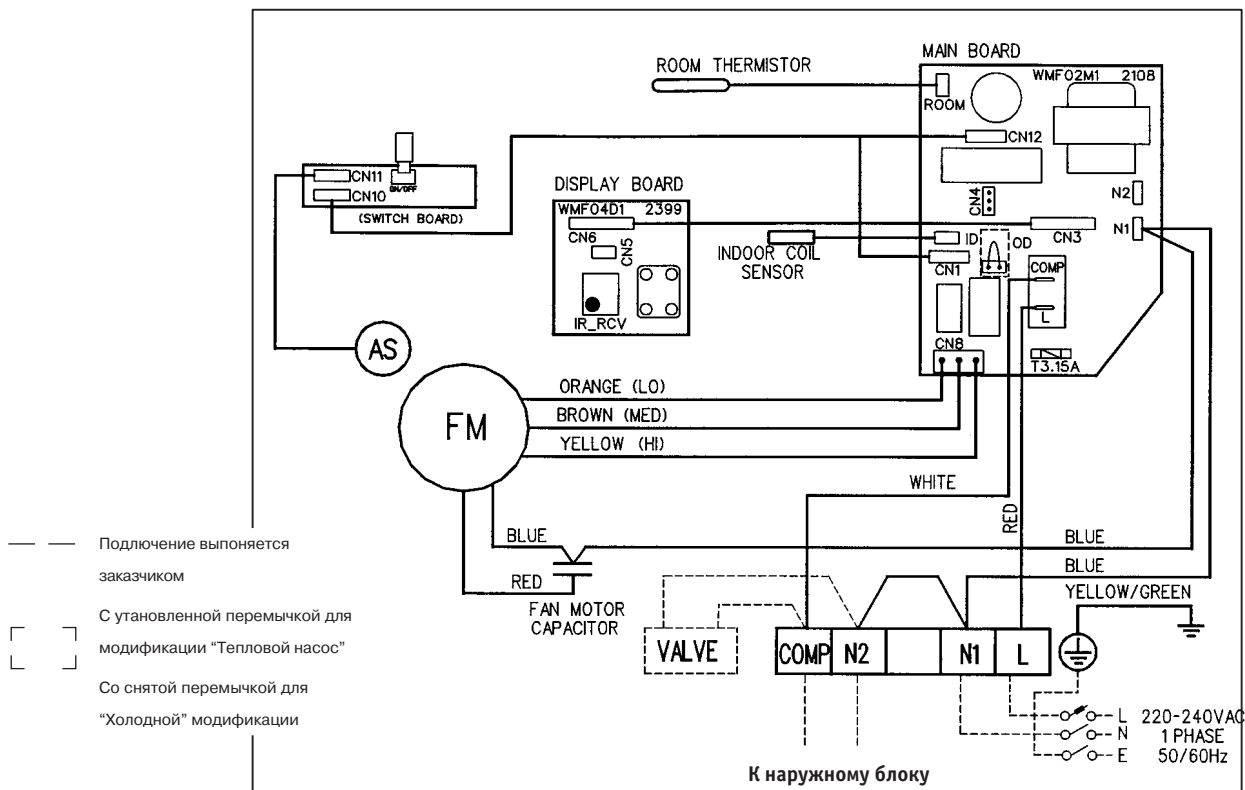 MAIN BOARD
ROOM THERMISTOR
WMF02M1 2108
ROOM
CN12
CN11
ON/OFF
CN10
(SWITCH BOARD)
DISPLAY BOARD
WMF04D1 2399
CN6
CN5
IR_RCV
CN4
N2
N1
CN3
ID
OD
INDOOR COIL
SENSOR
CN1
COMP
L
CN8
T3.15A
AS
FM
ORANGE (LO)
BROWN (MED)
YELLOW (HI)
WHITE
RED
BLUE
BLUE
BLUE
RED
FAN MOTOR
CAPACITOR
YELLOW/GREEN
VALVE
COMP N2 N1 L
L 220-240VAC
N 1 PHASE
E 50/60Hz
К наружному блоку
Подлючение выпоняется
заказчиком
С утановленной перемычкой для
модификации “Тепловой насос”
Со снятой перемычкой для
“Холодной” модификации